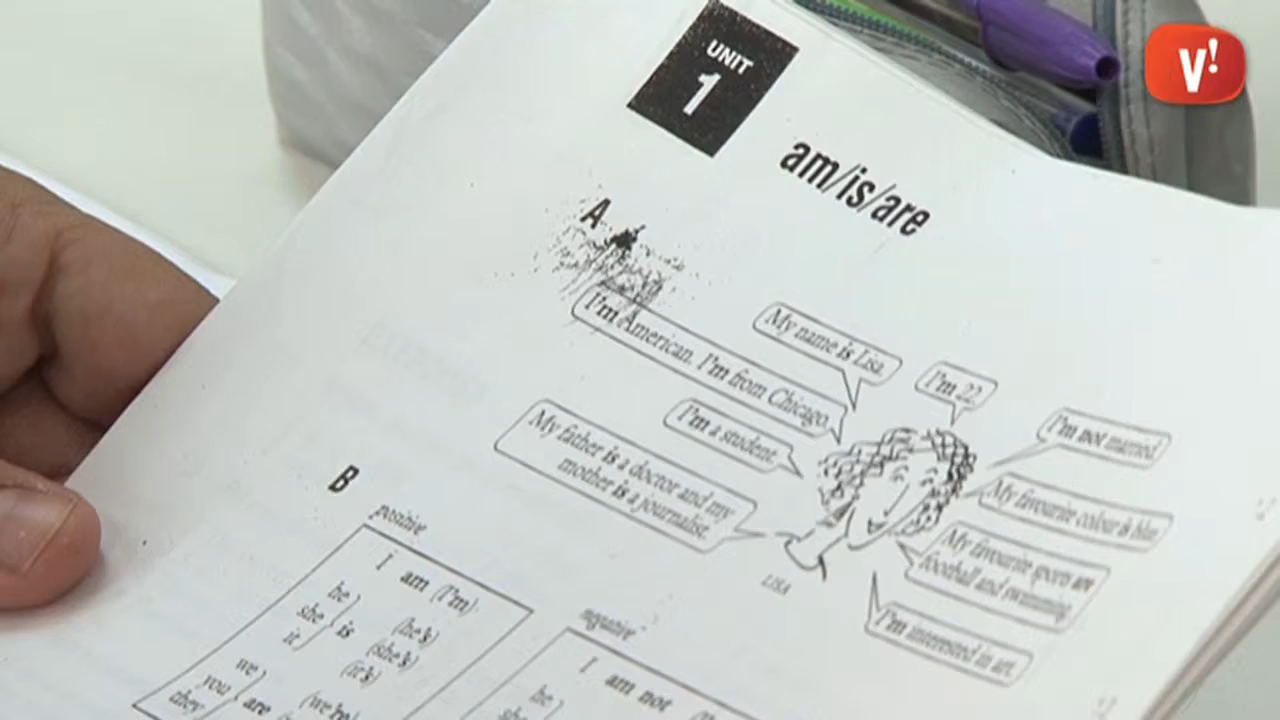 V!
UNIT
1
am/is/are
A
My name is Lisa.
I'm American. I'm from Chicago.
I'm 22.
I'm a student.
I'm not married.
My father is a doctor and my
mother is a journalist.
My favourite colour is blue.
My favourite sports are
football and swimming.
I'm interested in art.
LISA
B
positive
I am (I'm)
he
she is (he's)
it (she's)
(it's)
we
you are (we're)
they
negative
I am not
he
she